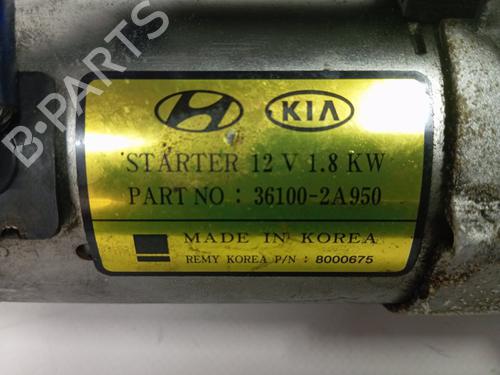 KIA
STARTER 12 V 1.8 KW
PART NO : 36100-2A950
MADE IN KOREA
REMY KOREA P/N : 8000675
B-PARTS